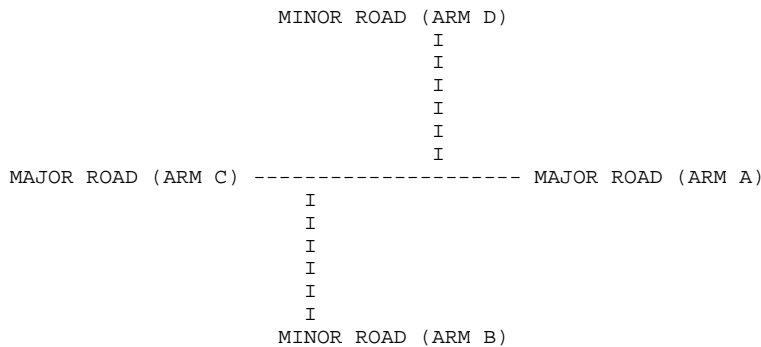 MINOR ROAD (ARM D)
I
I
I
I
I
I
MAJOR ROAD (ARM C) --------------------- MAJOR ROAD (ARM A)
I
I
I
I
I
I
MINOR ROAD (ARM B)